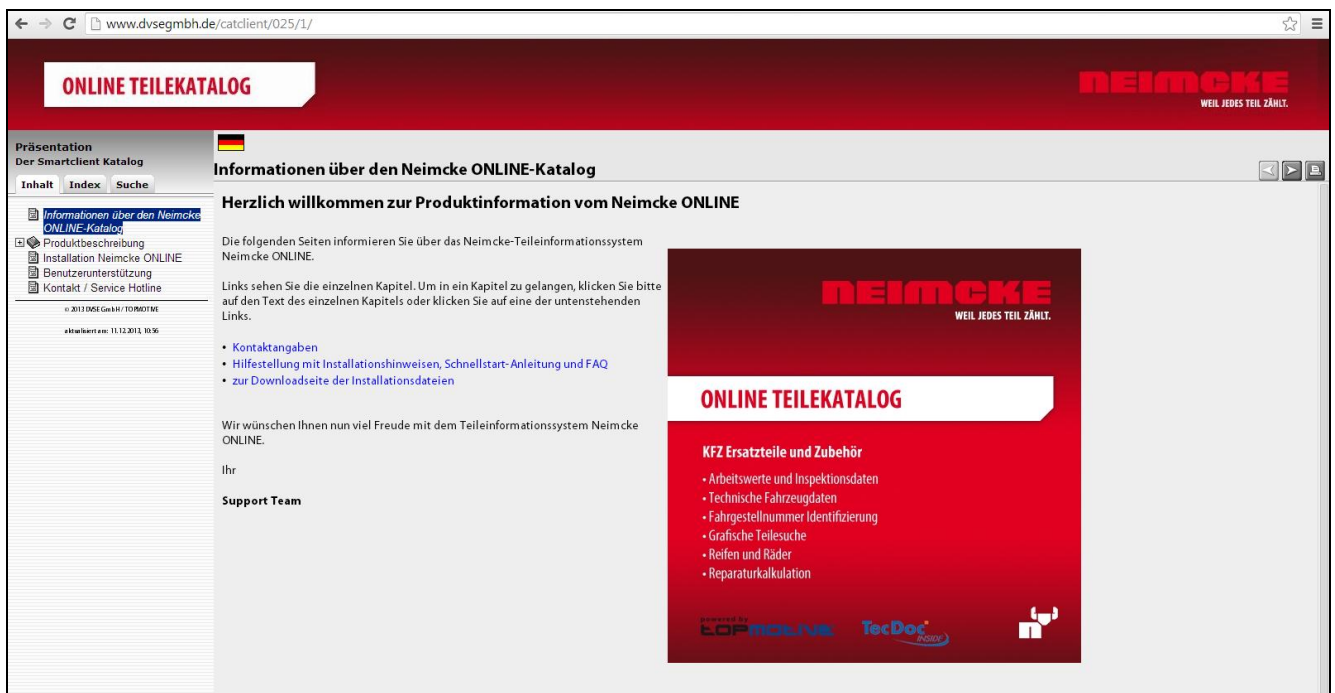 www.dvsegmbh.de/catclient/025/1/
ONLINE TEILEKATALOG
NEIMCKE
WEIL JEDES TEIL ZÄHLT.
Präsentation
Der Smartclient Katalog
Inhalt Index Suche
Informationen über den Neimcke
ONLINE-Katalog
Produktbeschreibung
Installation Neimcke ONLINE
Benutzerunterstützung
Kontakt / Service Hotline
© 2013 DVSE GmbH / TOPMOTIVE
aktualisiert am: 11.12.2013, 10:56
Informationen über den Neimcke ONLINE-Katalog
Herzlich willkommen zur Produktinformation vom Neimcke ONLINE
Die folgenden Seiten informieren Sie über das Neimcke-Teileinformationssystem
Neimcke ONLINE.
Links sehen Sie die einzelnen Kapitel. Um in ein Kapitel zu gelangen, klicken Sie bitte
auf den Text des einzelnen Kapitels oder klicken Sie auf eine der untenstehenden
Links.
• Kontaktangaben
• Hilfestellung mit Installationshinweisen, Schnellstart-Anleitung und FAQ
• zur Downloadseite der Installationsdateien
Wir wünschen Ihnen nun viel Freude mit dem Teileinformationssystem Neimcke
ONLINE.
Ihr
Support Team
NEIMCKE
WEIL JEDES TEIL ZÄHLT.
ONLINE TEILEKATALOG
KFZ Ersatzteile und Zubehör
• Arbeitswerte und Inspektionsdaten
• Technische Fahrzeugdaten
• Fahrgestellnummer Identifizierung
• Grafische Teilesuche
• Reifen und Räder
• Reparaturkalkulation
powered by
TOPMOTIVE
TecDoc
INSIDE
n